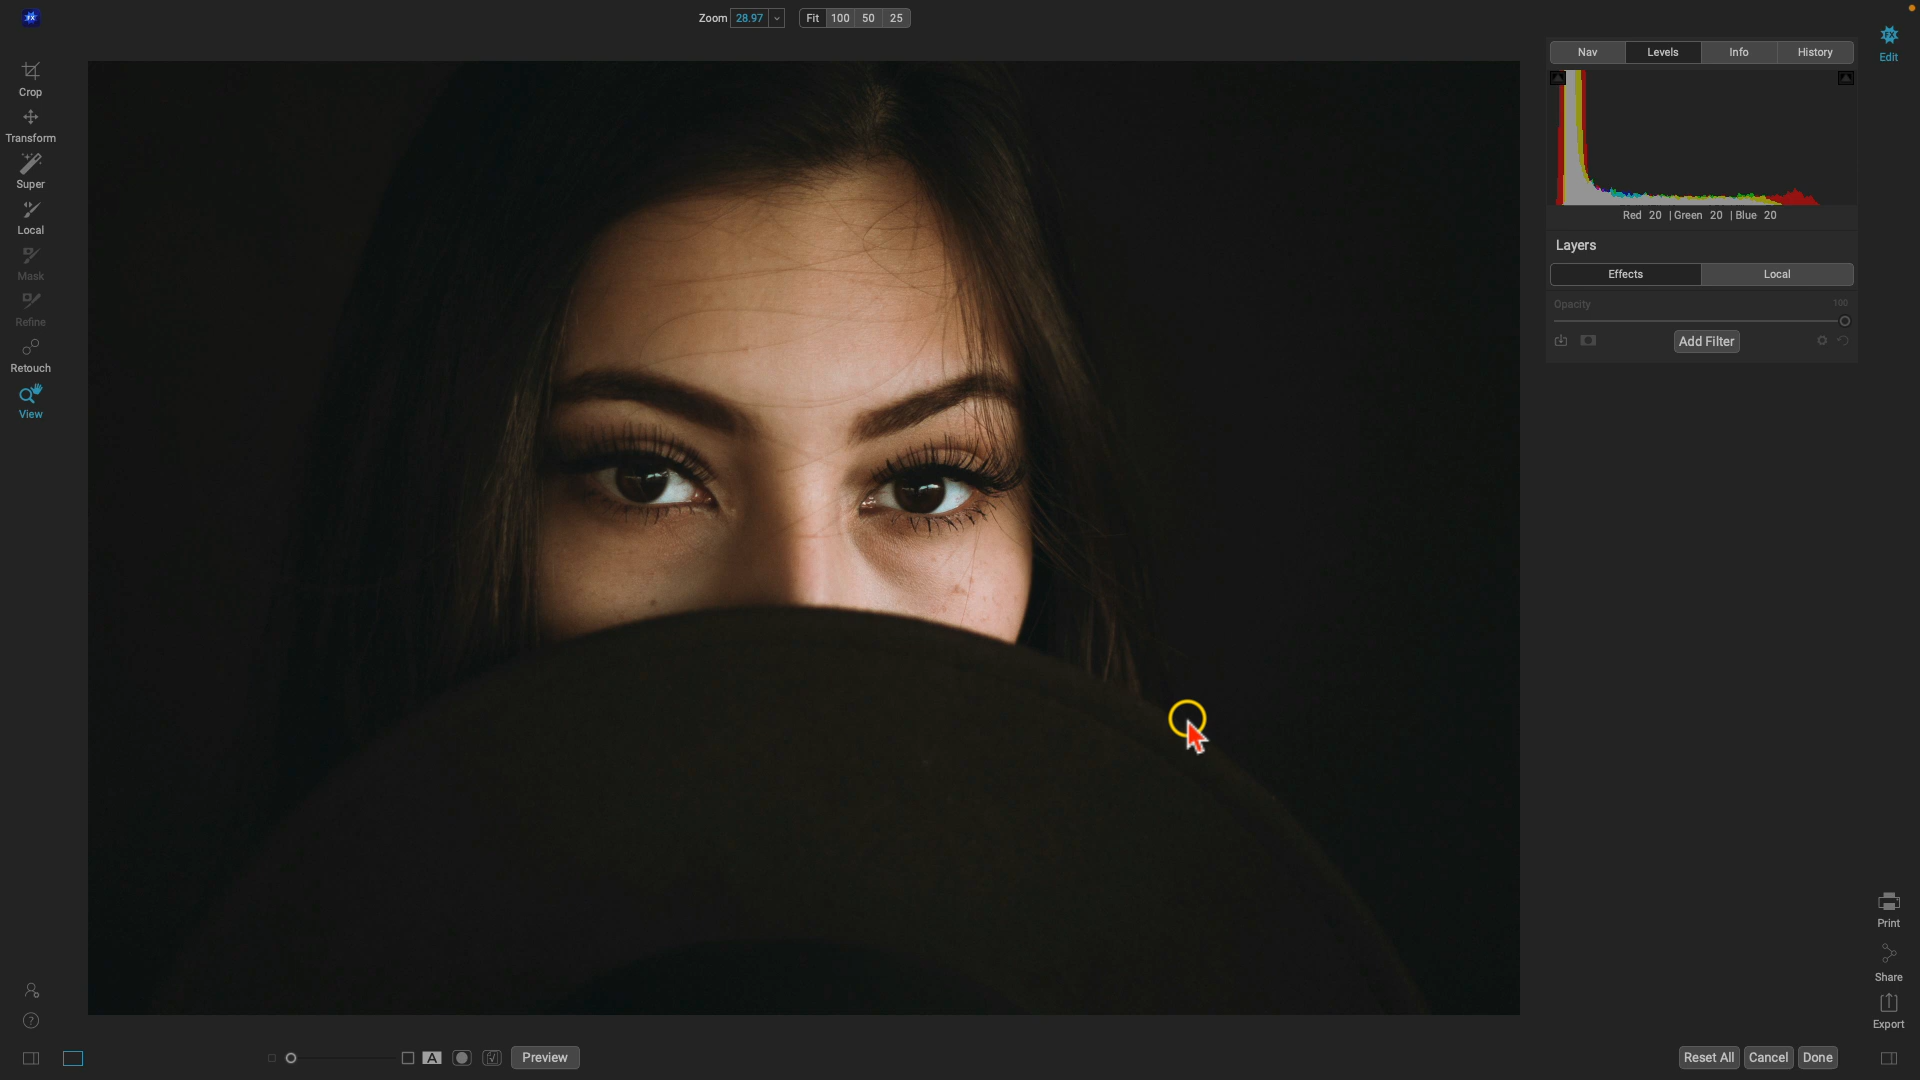 FX
Zoom 28.97 Fit 100 50 25
FX
Edit
Nav Levels Info History
Crop
Transform
Super
Local
Mask
Refine
Retouch
View
Red 20 | Green 20 | Blue 20
Layers
Effects Local
Opacity 100
Add Filter
Print
Share
Export
?
A Preview
Reset All Cancel Done